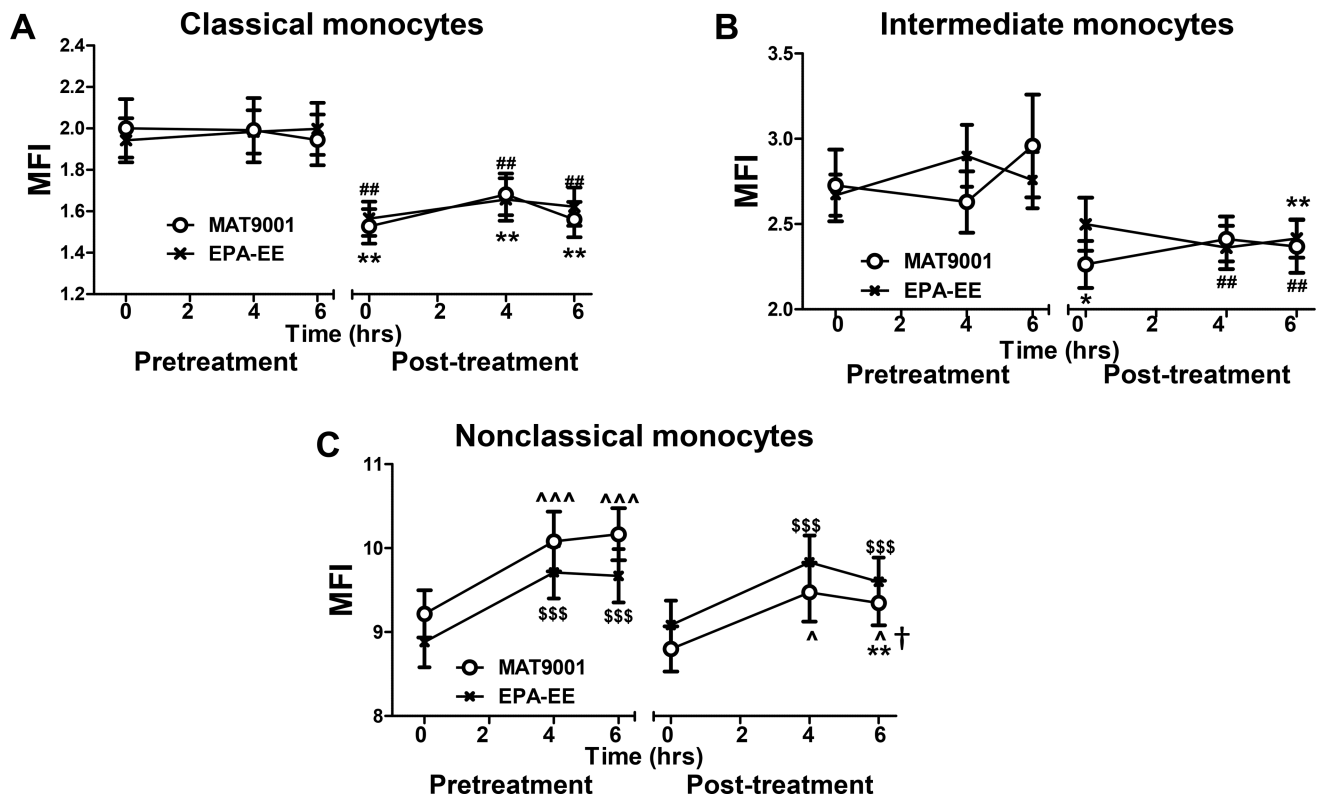 A
Classical monocytes
MFI
2.4
2.2
2.0
1.8
1.6
1.4
1.2
MAT9001
EPA-EE
##
##
##
**
**
**
0 2 4 6 0 2 4 6
Time (hrs)
Pretreatment Post-treatment
B
Intermediate monocytes
MFI
3.5
3.0
2.5
2.0
MAT9001
EPA-EE
**
##
##
*
0 2 4 6 0 2 4 6
Time (hrs)
Pretreatment Post-treatment
C
Nonclassical monocytes
MFI
11
10
9
8
^^^ ^^^
$$$ $$$
$$$ $$$
^ ^ †
**
MAT9001
EPA-EE
0 2 4 6 0 2 4 6
Time (hrs)
Pretreatment Post-treatment